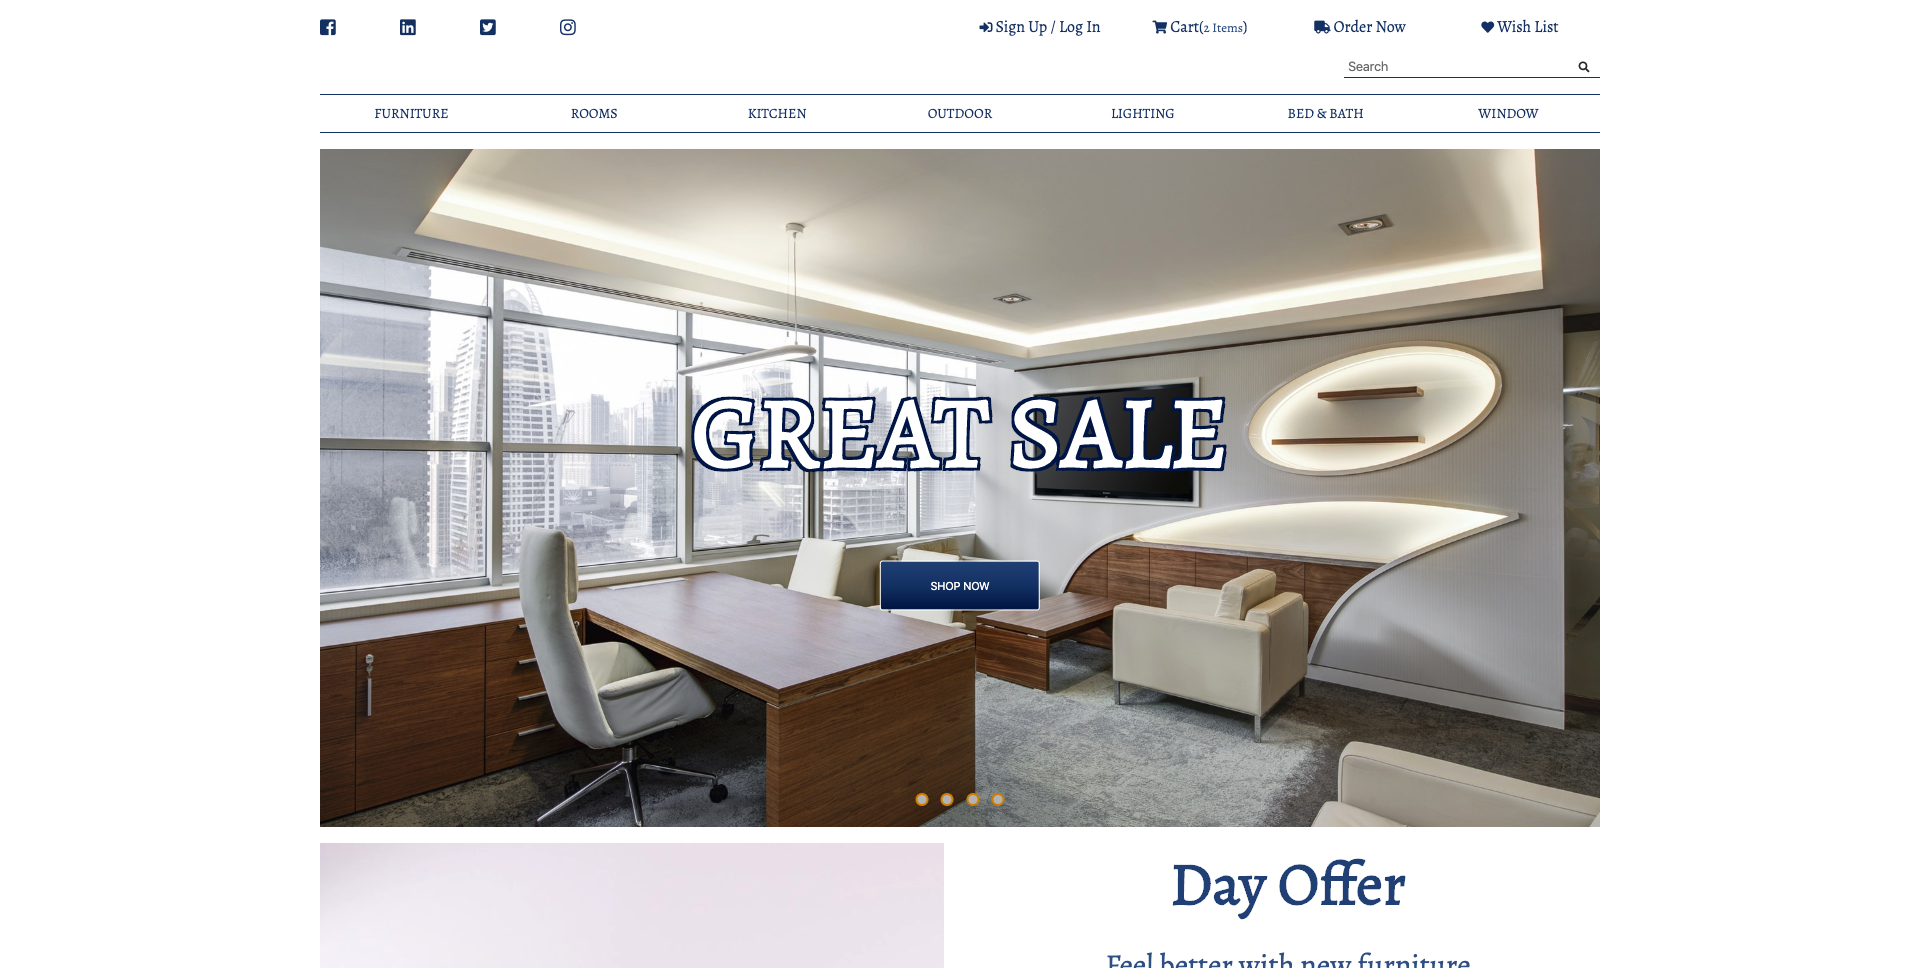 Sign Up / Log In
Cart(2 Items)
Order Now
Wish List
Search
FURNITURE
ROOMS
KITCHEN
OUTDOOR
LIGHTING
BED & BATH
WINDOW
GREAT SALE
SHOP NOW
Day Offer
Feel better with new furniture